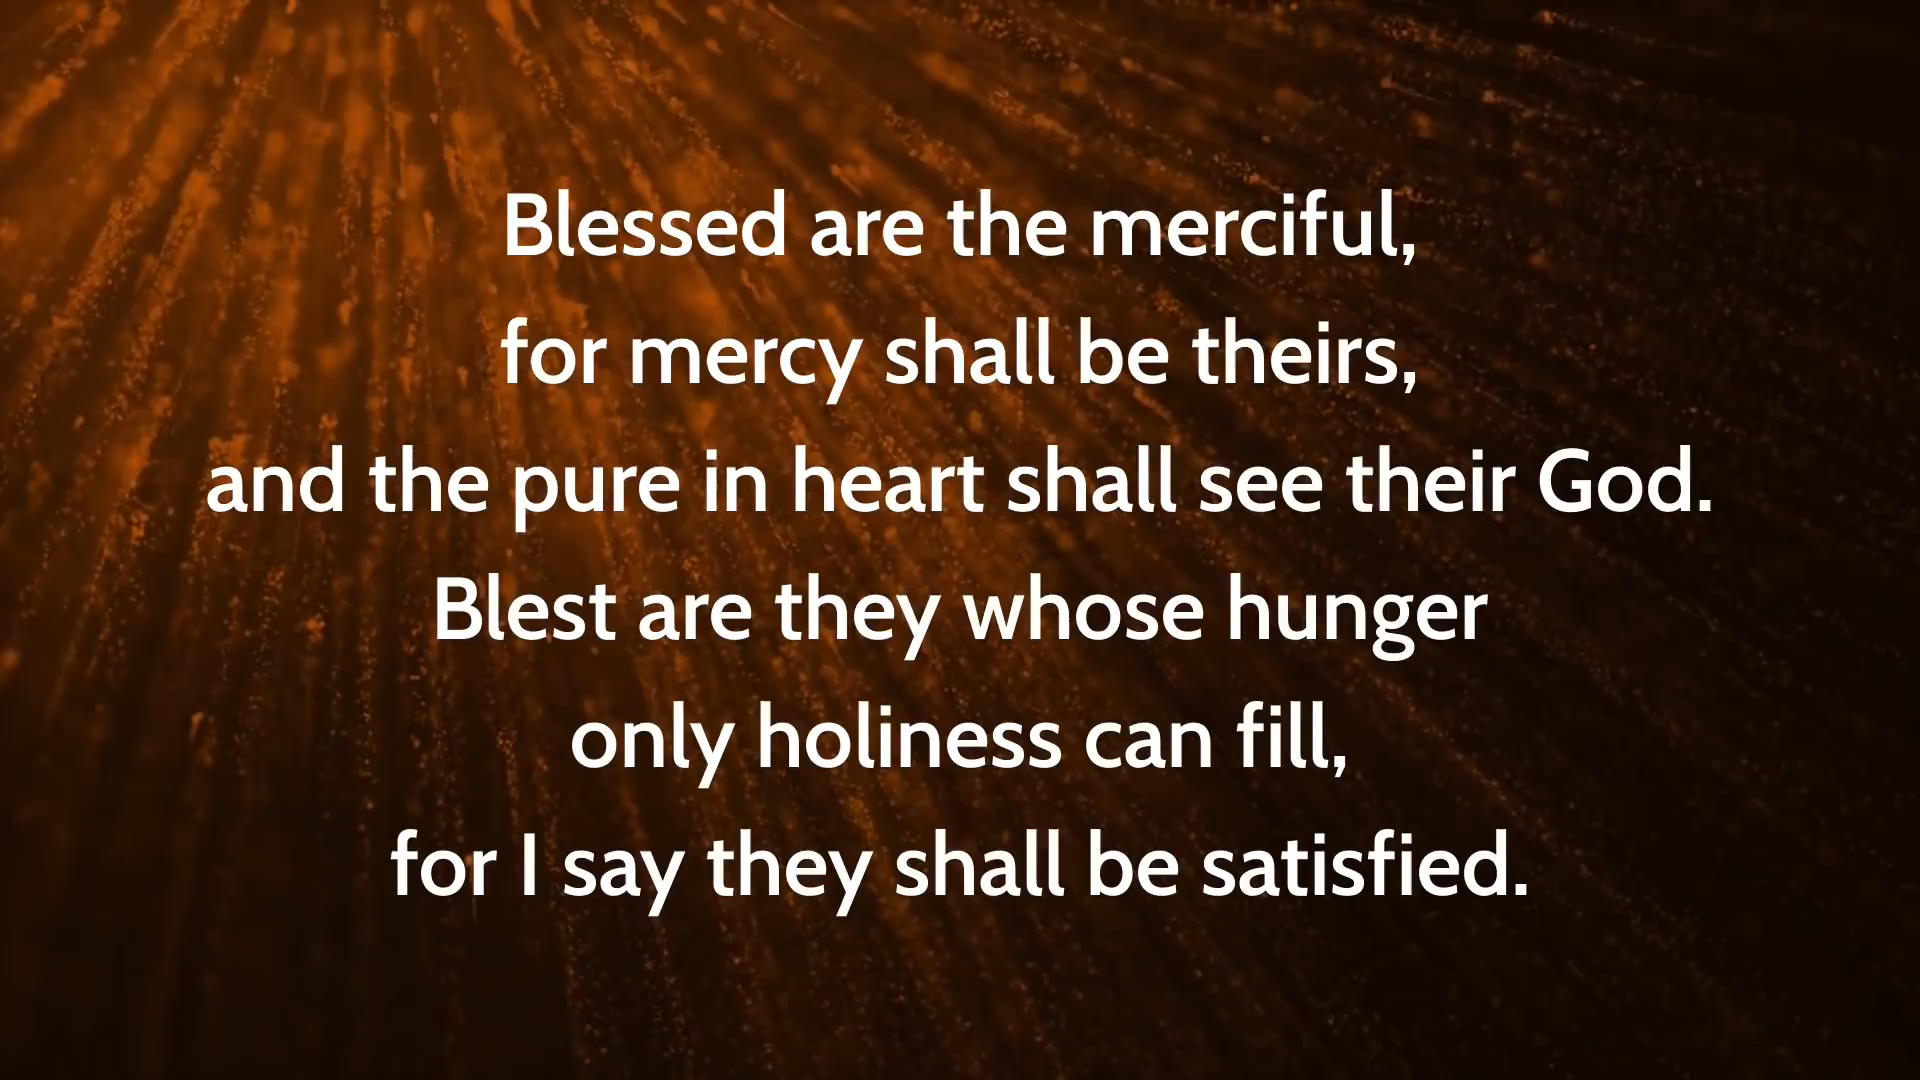 Blessed are the merciful,
for mercy shall be theirs,
and the pure in heart shall see their God.
Blest are they whose hunger
only holiness can fill,
for I say they shall be satisfied.